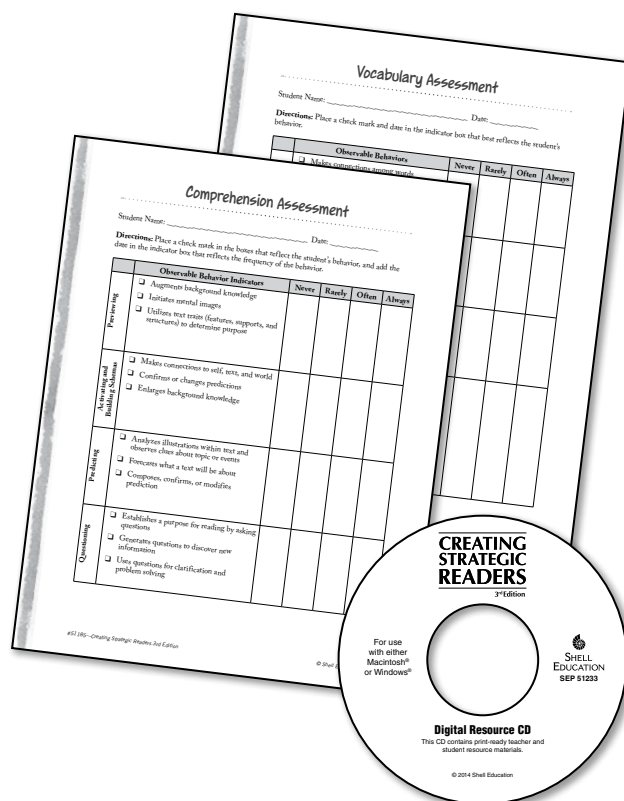 Vocabulary Assessment
Student Name: Date:
Directions: Place a check mark and date in the indicator box that best reflects the student's
behavior.
Observable Behaviors Never Rarely Often Always
❑ Makes connections among words
Comprehension Assessment
Student Name: Date:
Directions: Place a check mark in the boxes that reflect the student's behavior, and add the
date in the indicator box that reflects the frequency of the behavior.
Observable Behavior Indicators Never Rarely Often Always
Previewing
❑ Augments background knowledge
❑ Initiates mental images
❑ Utilizes text traits (features, supports, and
structures) to determine purpose
Activating and
Building Schemas
❑ Makes connections to self, text, and world
❑ Confirms or changes predictions
❑ Enlarges background knowledge
Predicting
❑ Analyzes illustrations within text and
observes clues about topic or events
❑ Forecasts what a text will be about
❑ Composes, confirms, or modifies
prediction
Questioning
❑ Establishes a purpose for reading by asking
questions
❑ Generates questions to discover new
information
❑ Uses questions for clarification and
problem solving
—Creating Strategic Readers 3rd Edition
© Shell
CREATING
STRATEGIC
READERS
3rd Edition
For use
with either
Macintosh®
or Windows®
SHELL
EDUCATION
SEP 51233
Digital Resource CD
This CD contains print-ready teacher and
student resource materials.
© 2014 Shell Education